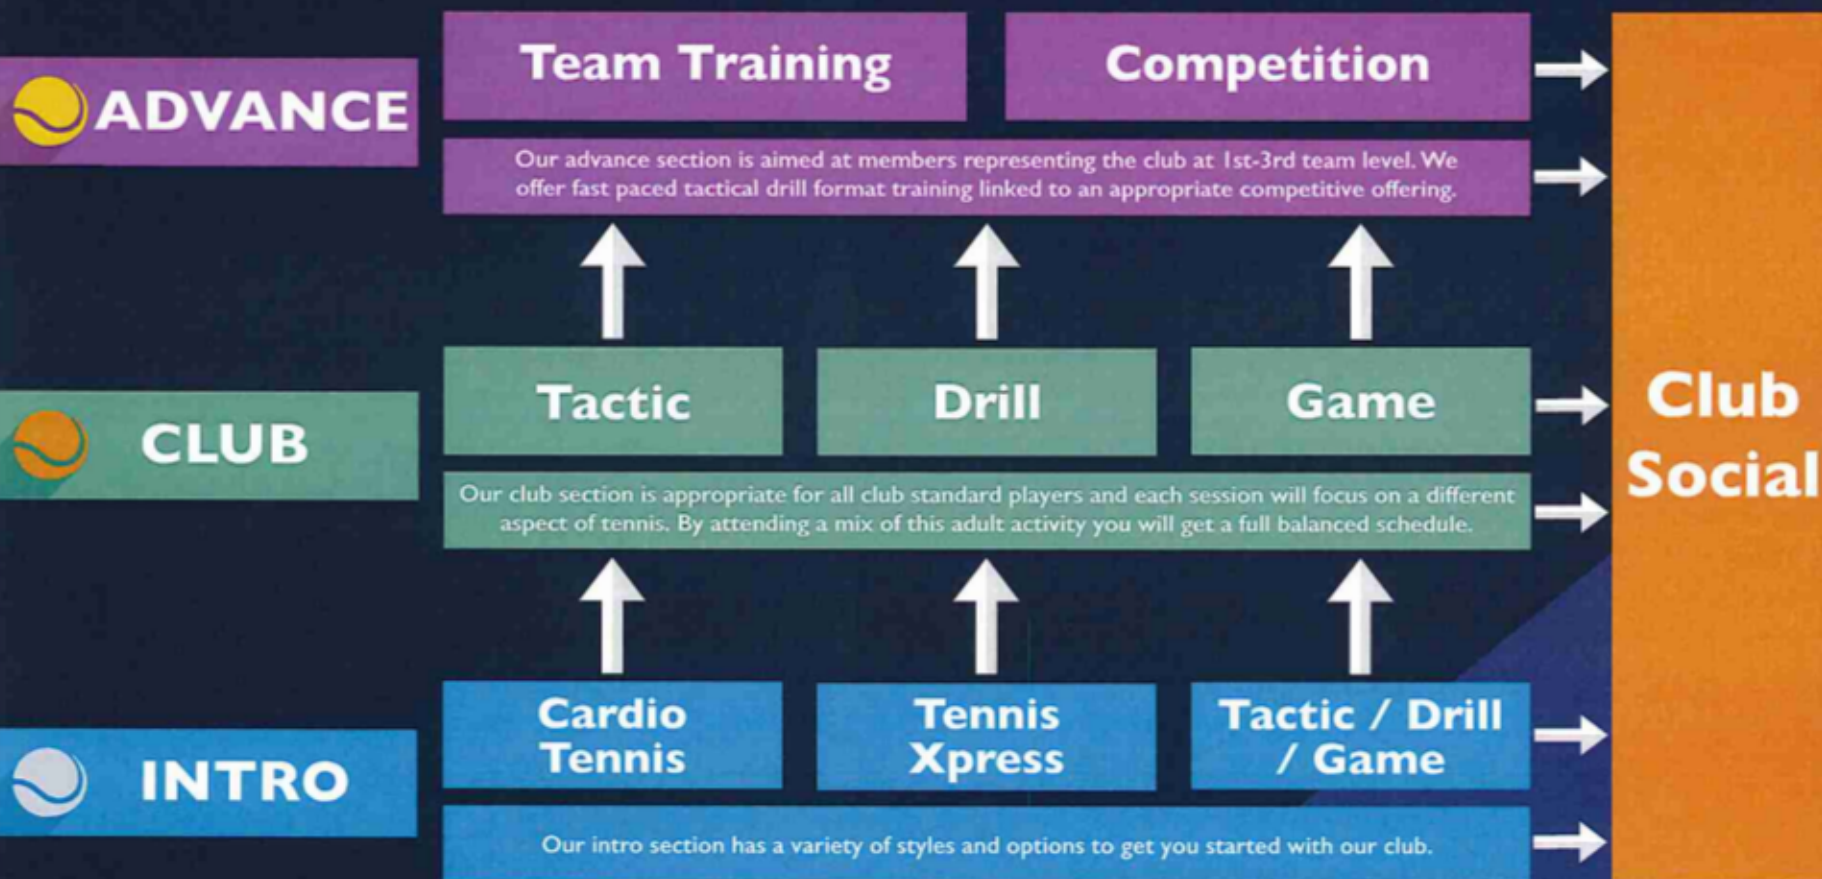 Team Training
Competition
ADVANCE
Our advance section is aimed at members representing the club at 1st-3rd team level. We
offer fast paced tactical drill format training linked to an appropriate competitive offering.
Tactic
Drill
Game
CLUB
Our club section is appropriate for all club standard players and each session will focus on a different
aspect of tennis. By attending a mix of this adult activity you will get a full balanced schedule.
Club
Social
Cardio
Tennis
Tennis
Xpress
Tactic / Drill
/ Game
INTRO
Our intro section has a variety of styles and options to get you started with our club.